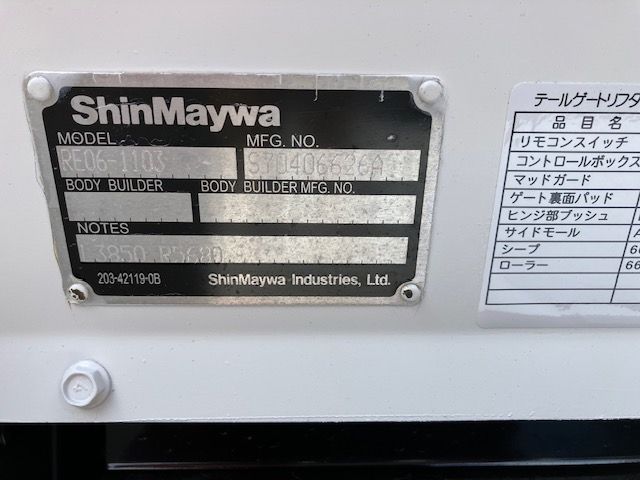 ShinMaywa
MODEL MFG. NO.
RE06-1103 S70406626A
BODY BUILDER BODY BUILDER MFG. NO.
NOTES
L3850 R5680
203-42119-0B ShinMaywa Industries, Ltd.
テールゲートリフタ
品目名
リモコンスイッチ
コントロールボックス
マッドガード
ゲート裏面パッド
ヒンジ部ブッシュ
サイドモール
シーブ
ローラー